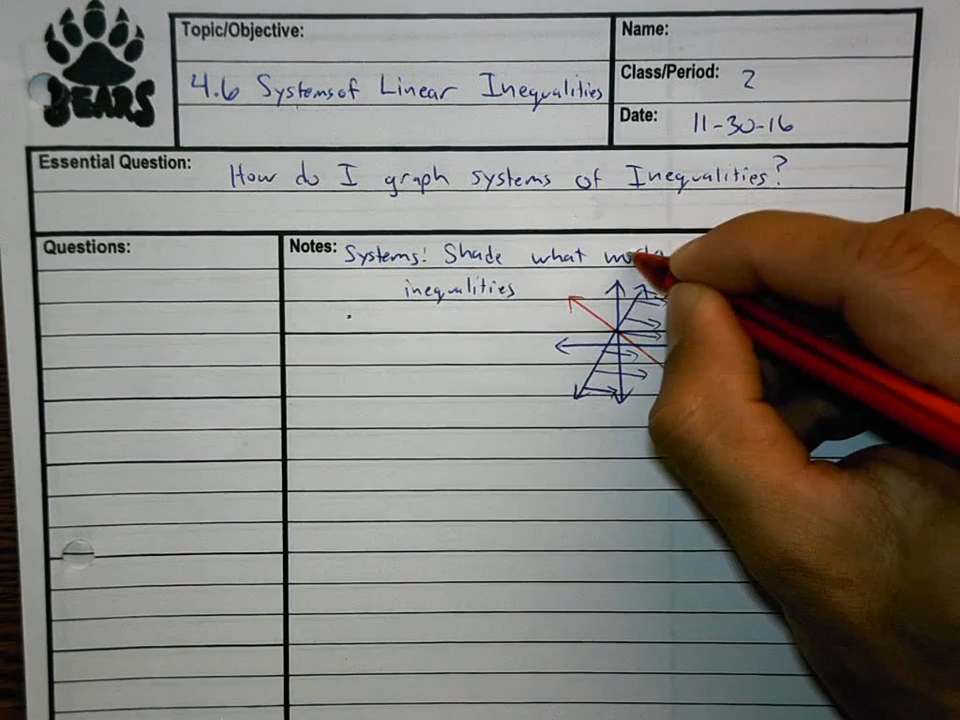 BEARS
Topic/Objective:
4.6 Systems of Linear Inequalities
Name:
Class/Period: 2
Date: 11-30-16
Essential Question: How do I graph systems of Inequalities?
Questions:
Notes: Systems: Shade what
inequalities